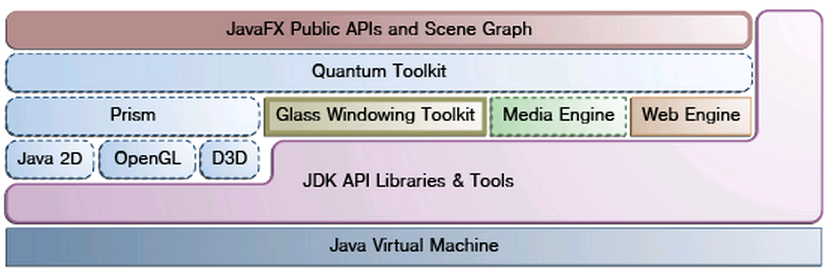 JavaFX Public APIs and Scene Graph
Quantum Toolkit
Prism
Glass Windowing Toolkit
Media Engine
Web Engine
Java 2D
OpenGL
D3D
JDK API Libraries & Tools
Java Virtual Machine